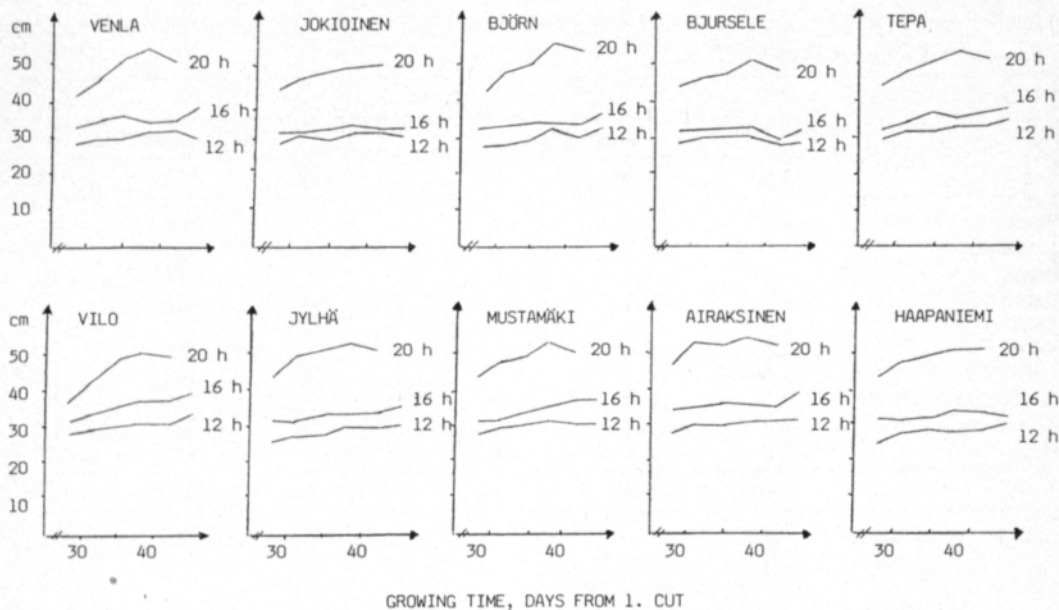 cm VENLA JOKIOINEN BJÖRN BJURSELE TEPA
50 20 h 20 h 20 h 20 h 20 h
40 16 h 16 h 16 h 16 h 16 h
30 12 h 12 h 12 h 12 h 12 h
20
10
cm VILO JYLHÄ MUSTAMÄKI AIRAKSINEN HAAPANIEMI
50 20 h 20 h 20 h 20 h 20 h
40 16 h 16 h 16 h 16 h 16 h
30 12 h 12 h 12 h 12 h 12 h
20
10
30 40 30 40 30 40 30 40 30 40
GROWING TIME, DAYS FROM 1. CUT